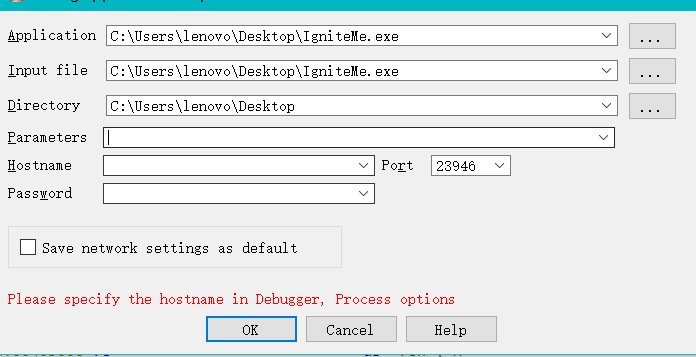 Application C:\Users\lenovo\Desktop\IgniteMe.exe ...
Input file C:\Users\lenovo\Desktop\IgniteMe.exe ...
Directory C:\Users\lenovo\Desktop ...
Parameters
Hostname Port 23946
Password
Save network settings as default
Please specify the hostname in Debugger, Process options
OK Cancel Help